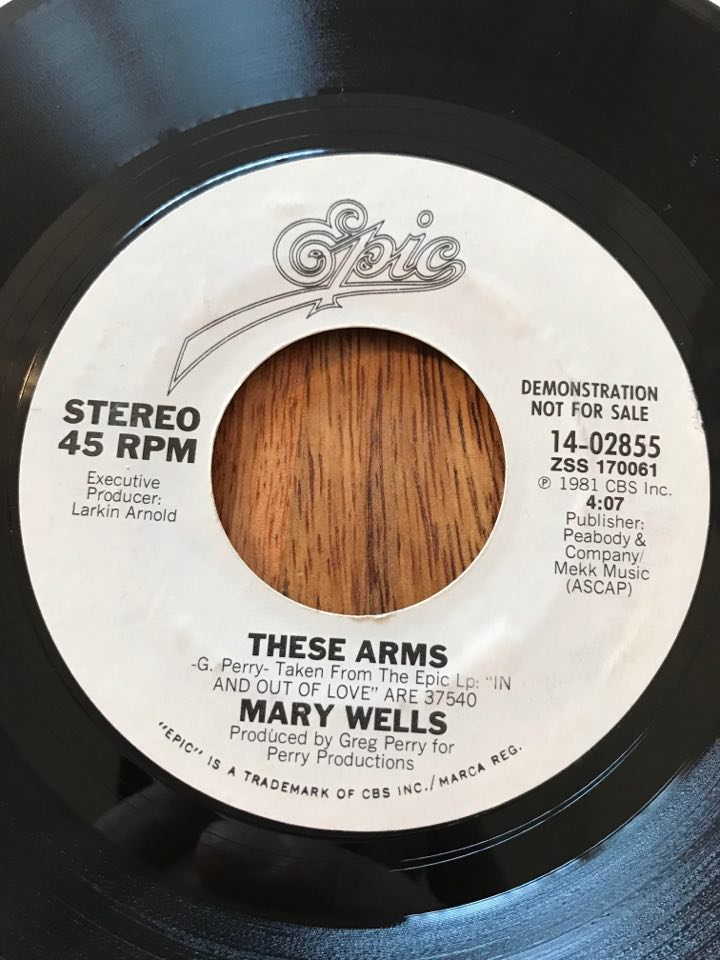 Epic
STEREO
45 RPM
Executive
Producer:
Larkin Arnold
DEMONSTRATION
NOT FOR SALE
14-02855
ZSS 170061
℗ 1981 CBS Inc.
4:07
Publisher:
Peabody &
Company/
Mekk Music
(ASCAP)
THESE ARMS
-G. Perry- Taken From The Epic Lp: "IN
AND OUT OF LOVE" ARE 37540
MARY WELLS
Produced by Greg Perry for
Perry Productions
"EPIC" IS A TRADEMARK OF CBS INC./MARCA REG.